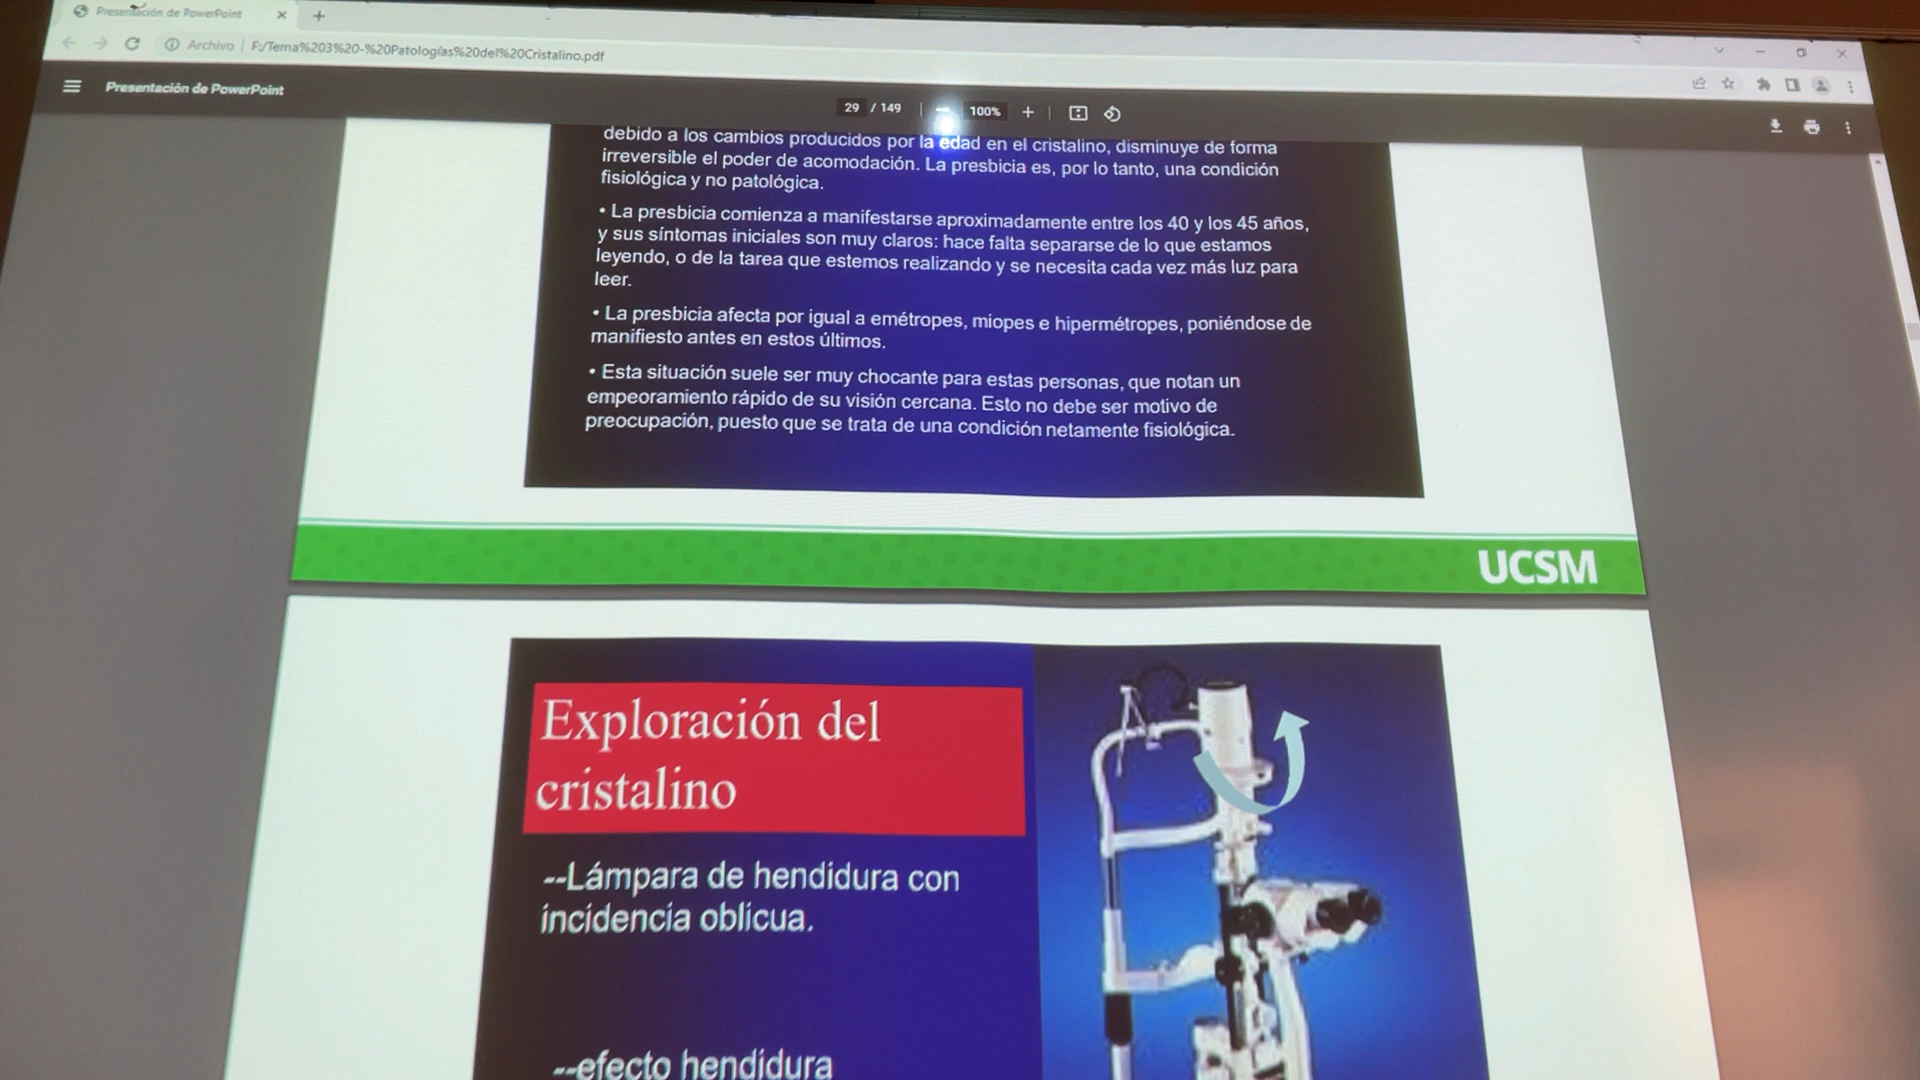 Presentación de PowerPoint
Archivo | F:/Tema%203%20-%20Patologías%20del%20Cristalino.pdf
Presentación de PowerPoint
29 / 149
100%
debido a los cambios producidos por la edad en el cristalino, disminuye de forma
irreversible el poder de acomodación. La presbicia es, por lo tanto, una condición
fisiológica y no patológica.
• La presbicia comienza a manifestarse aproximadamente entre los 40 y los 45 años,
y sus síntomas iniciales son muy claros: hace falta separarse de lo que estamos
leyendo, o de la tarea que estemos realizando y se necesita cada vez más luz para
leer.
• La presbicia afecta por igual a emétropes, miopes e hipermétropes, poniéndose de
manifiesto antes en estos últimos.
• Esta situación suele ser muy chocante para estas personas, que notan un
empeoramiento rápido de su visión cercana. Esto no debe ser motivo de
preocupación, puesto que se trata de una condición netamente fisiológica.
UCSM
Exploración del
cristalino
--Lámpara de hendidura con
incidencia oblicua.
--efecto hendidura